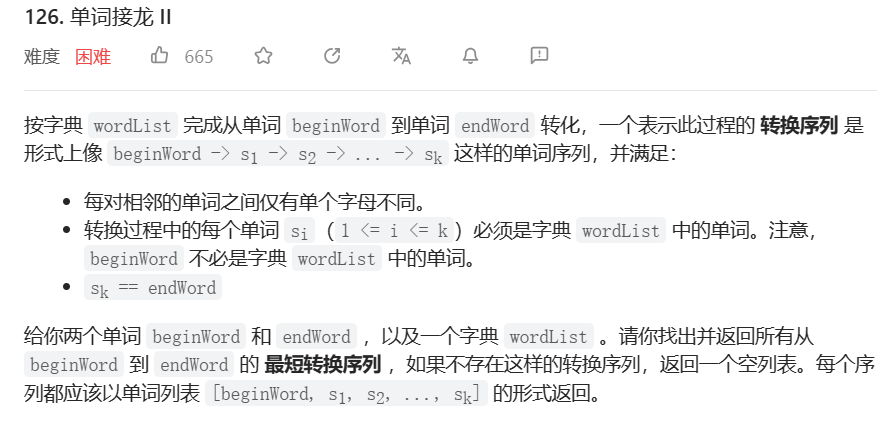 126. 单词接龙 II
难度 困难 665
按字典 wordList 完成从单词 beginWord 到单词 endWord 转化，一个表示此过程的 转换序列 是
形式上像 beginWord -> s1 -> s2 -> ... -> sk 这样的单词序列，并满足：
• 每对相邻的单词之间仅有单个字母不同。
• 转换过程中的每个单词 si（1 <= i <= k）必须是字典 wordList 中的单词。注意，
beginWord 不必是字典 wordList 中的单词。
• sk == endWord
给你两个单词 beginWord 和 endWord ，以及一个字典 wordList 。请你找出并返回所有从
beginWord 到 endWord 的 最短转换序列 ，如果不存在这样的转换序列，返回一个空列表。每个序
列都应该以单词列表 [beginWord, s1, s2, ..., sk] 的形式返回。